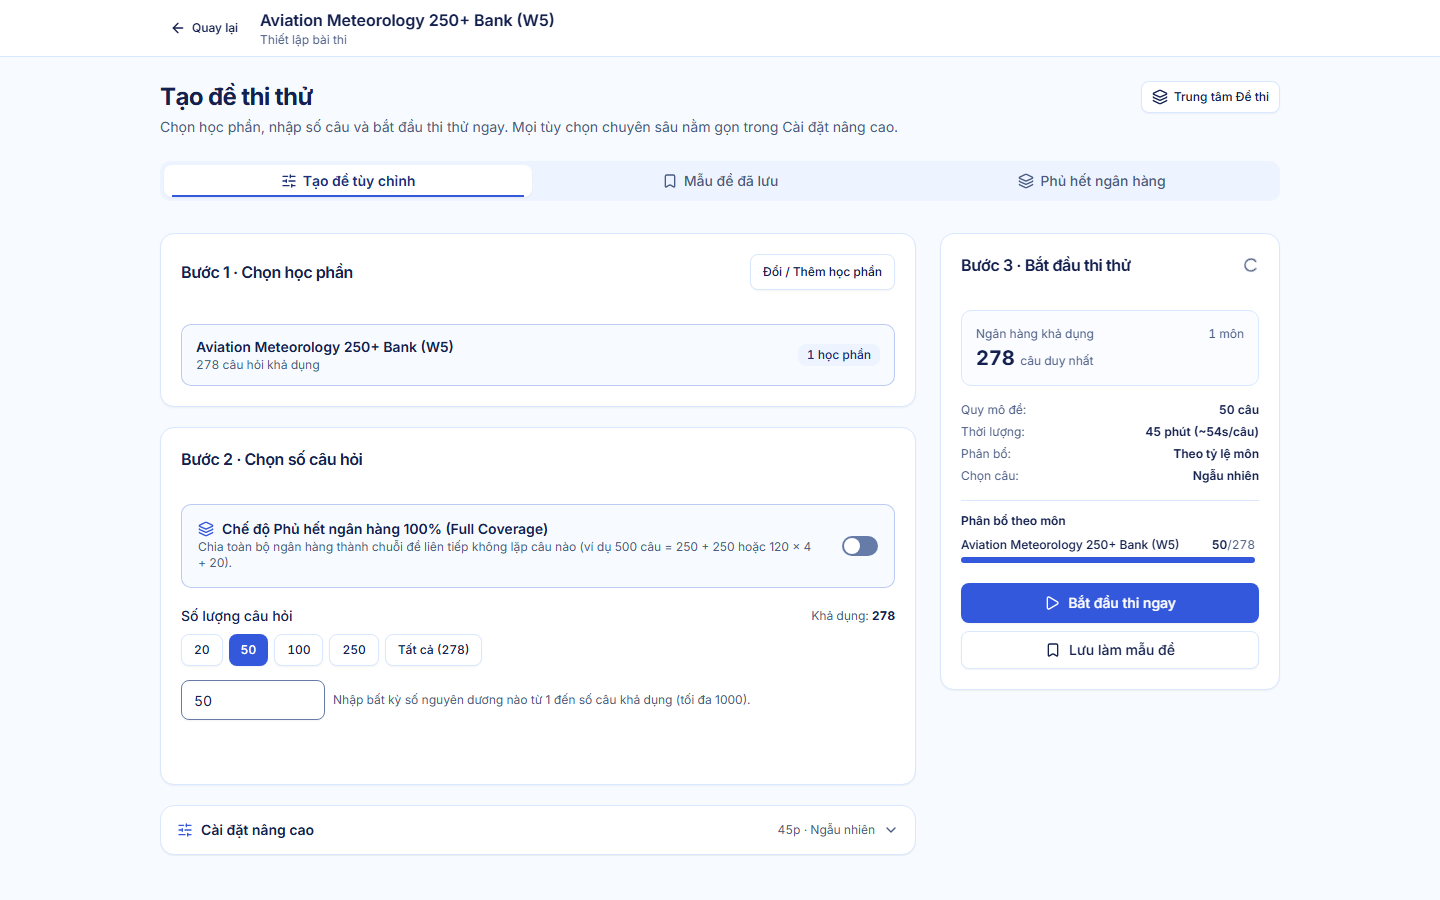 Quay lại
Aviation Meteorology 250+ Bank (W5)
Thiết lập bài thi
Tạo đề thi thử
Chọn học phần, nhập số câu và bắt đầu thi thử ngay. Mọi tùy chọn chuyên sâu nằm gọn trong Cài đặt nâng cao.
Trung tâm Đề thi
Tạo đề tùy chỉnh
Mẫu đề đã lưu
Phủ hết ngân hàng
Bước 1 · Chọn học phần
Đổi / Thêm học phần
Aviation Meteorology 250+ Bank (W5)
278 câu hỏi khả dụng
1 học phần
Bước 2 · Chọn số câu hỏi
Chế độ Phủ hết ngân hàng 100% (Full Coverage)
Chia toàn bộ ngân hàng thành chuỗi đề liên tiếp không lặp câu nào (ví dụ 500 câu = 250 + 250 hoặc 120 × 4
+ 20).
Số lượng câu hỏi
Khả dụng: 278
20
50
100
250
Tất cả (278)
50
Nhập bất kỳ số nguyên dương nào từ 1 đến số câu khả dụng (tối đa 1000).
Cài đặt nâng cao
45p · Ngẫu nhiên
Bước 3 · Bắt đầu thi thử
Ngân hàng khả dụng
1 môn
278 câu duy nhất
Quy mô đề:
50 câu
Thời lượng:
45 phút (~54s/câu)
Phân bổ:
Theo tỷ lệ môn
Chọn câu:
Ngẫu nhiên
Phân bổ theo môn
Aviation Meteorology 250+ Bank (W5)
50/278
Bắt đầu thi ngay
Lưu làm mẫu đề